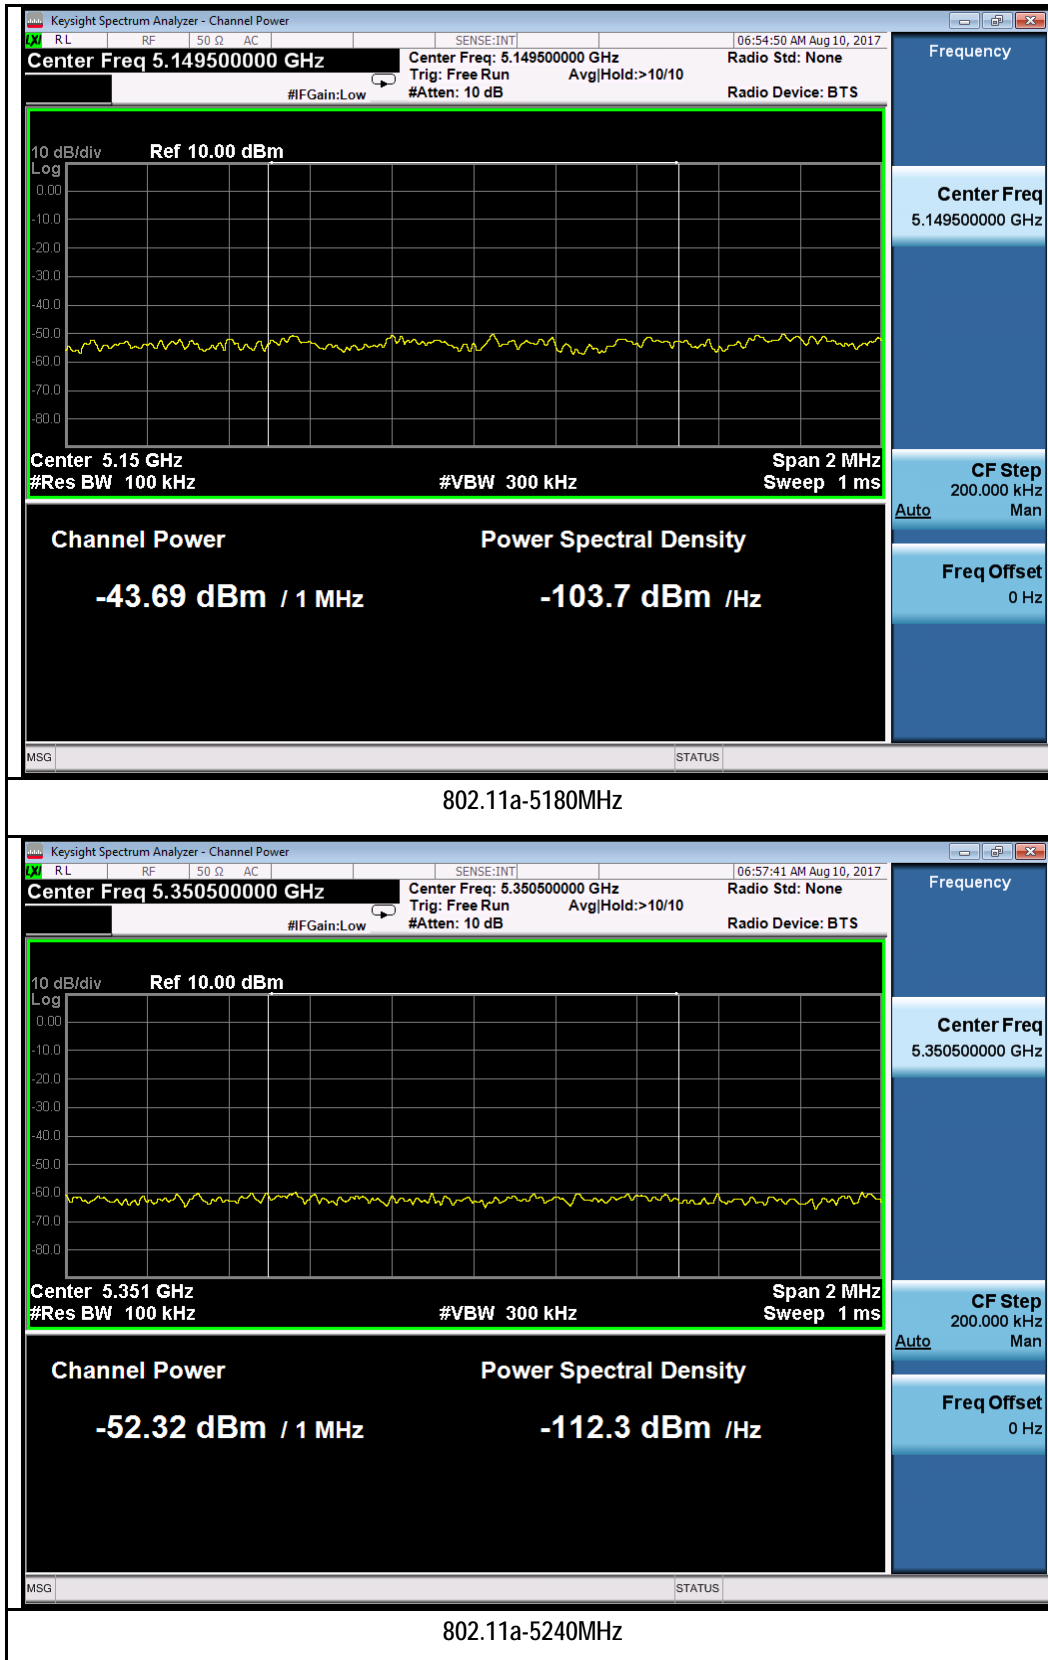 Keysight Spectrum Analyzer - Channel Power
LXI RL RF 50 Ω AC SENSE:INT 06:54:50 AM Aug 10, 2017
Center Freq 5.149500000 GHz
Center Freq: 5.149500000 GHz Radio Std: None
Trig: Free Run Avg|Hold:>10/10
#IFGain:Low #Atten: 10 dB Radio Device: BTS
Frequency
10 dB/div Ref 10.00 dBm
Log
0.00
-10.0
-20.0
-30.0
-40.0
-50.0
-60.0
-70.0
-80.0
Center 5.15 GHz Span 2 MHz
#Res BW 100 kHz #VBW 300 kHz Sweep 1 ms
Center Freq
5.149500000 GHz
CF Step
200.000 kHz
Auto Man
Freq Offset
0 Hz
Channel Power Power Spectral Density
-43.69 dBm / 1 MHz -103.7 dBm /Hz
MSG STATUS
802.11a-5180MHz
Keysight Spectrum Analyzer - Channel Power
LXI RL RF 50 Ω AC SENSE:INT 06:57:41 AM Aug 10, 2017
Center Freq 5.350500000 GHz
Center Freq: 5.350500000 GHz Radio Std: None
Trig: Free Run Avg|Hold:>10/10
#IFGain:Low #Atten: 10 dB Radio Device: BTS
Frequency
10 dB/div Ref 10.00 dBm
Log
0.00
-10.0
-20.0
-30.0
-40.0
-50.0
-60.0
-70.0
-80.0
Center 5.351 GHz Span 2 MHz
#Res BW 100 kHz #VBW 300 kHz Sweep 1 ms
Center Freq
5.350500000 GHz
CF Step
200.000 kHz
Auto Man
Freq Offset
0 Hz
Channel Power Power Spectral Density
-52.32 dBm / 1 MHz -112.3 dBm /Hz
MSG STATUS
802.11a-5240MHz